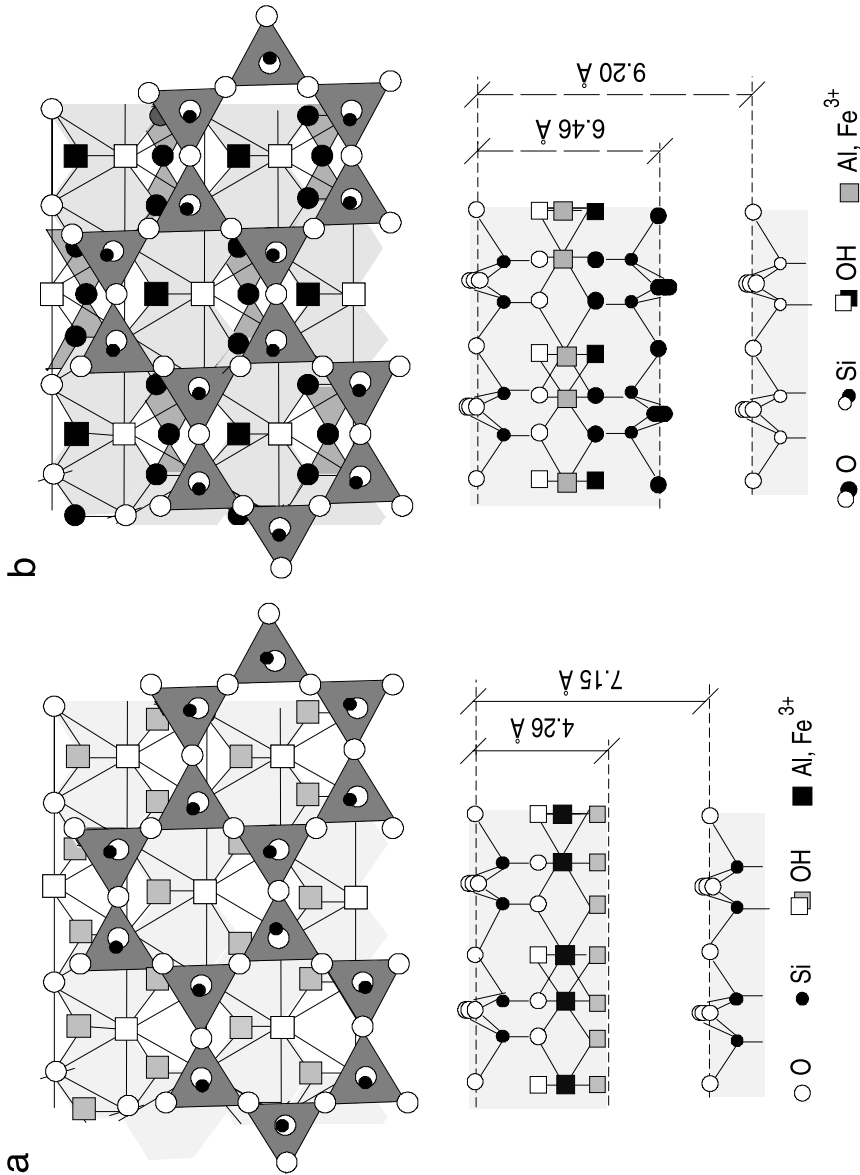 a
4.26 Å
7.15 Å
O
Si
OH
Al, Fe3+
b
6.46 Å
9.20 Å
O
Si
OH
Al, Fe3+